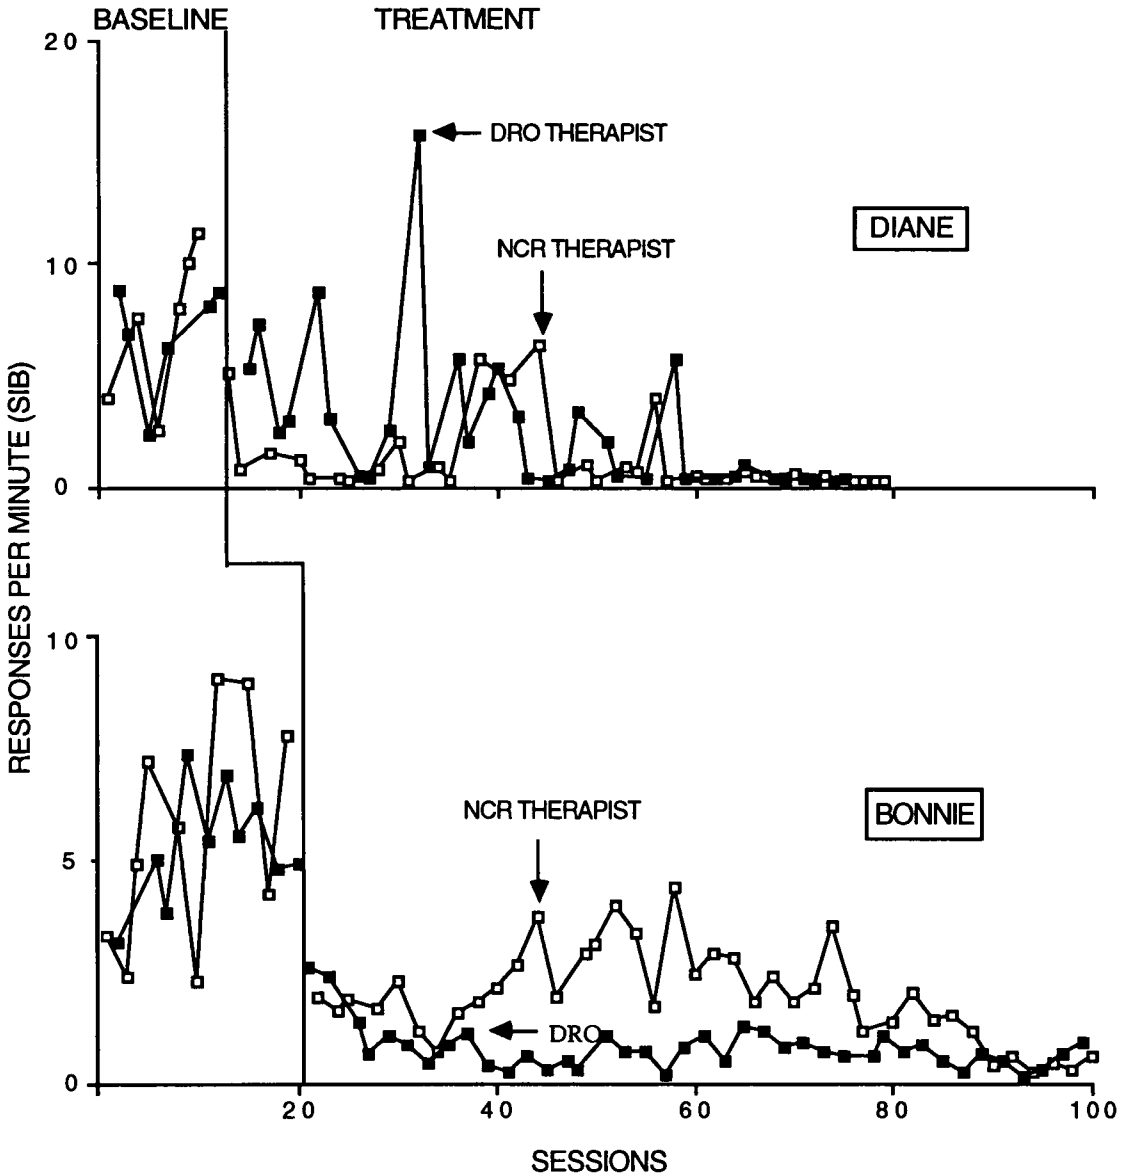 BASELINE TREATMENT
20
DRO THERAPIST
DIANE
NCR THERAPIST
10
0
RESPONSES PER MINUTE (SIB)
10
NCR THERAPIST
BONNIE
5
DRO
0
20 40 60 80 100
SESSIONS